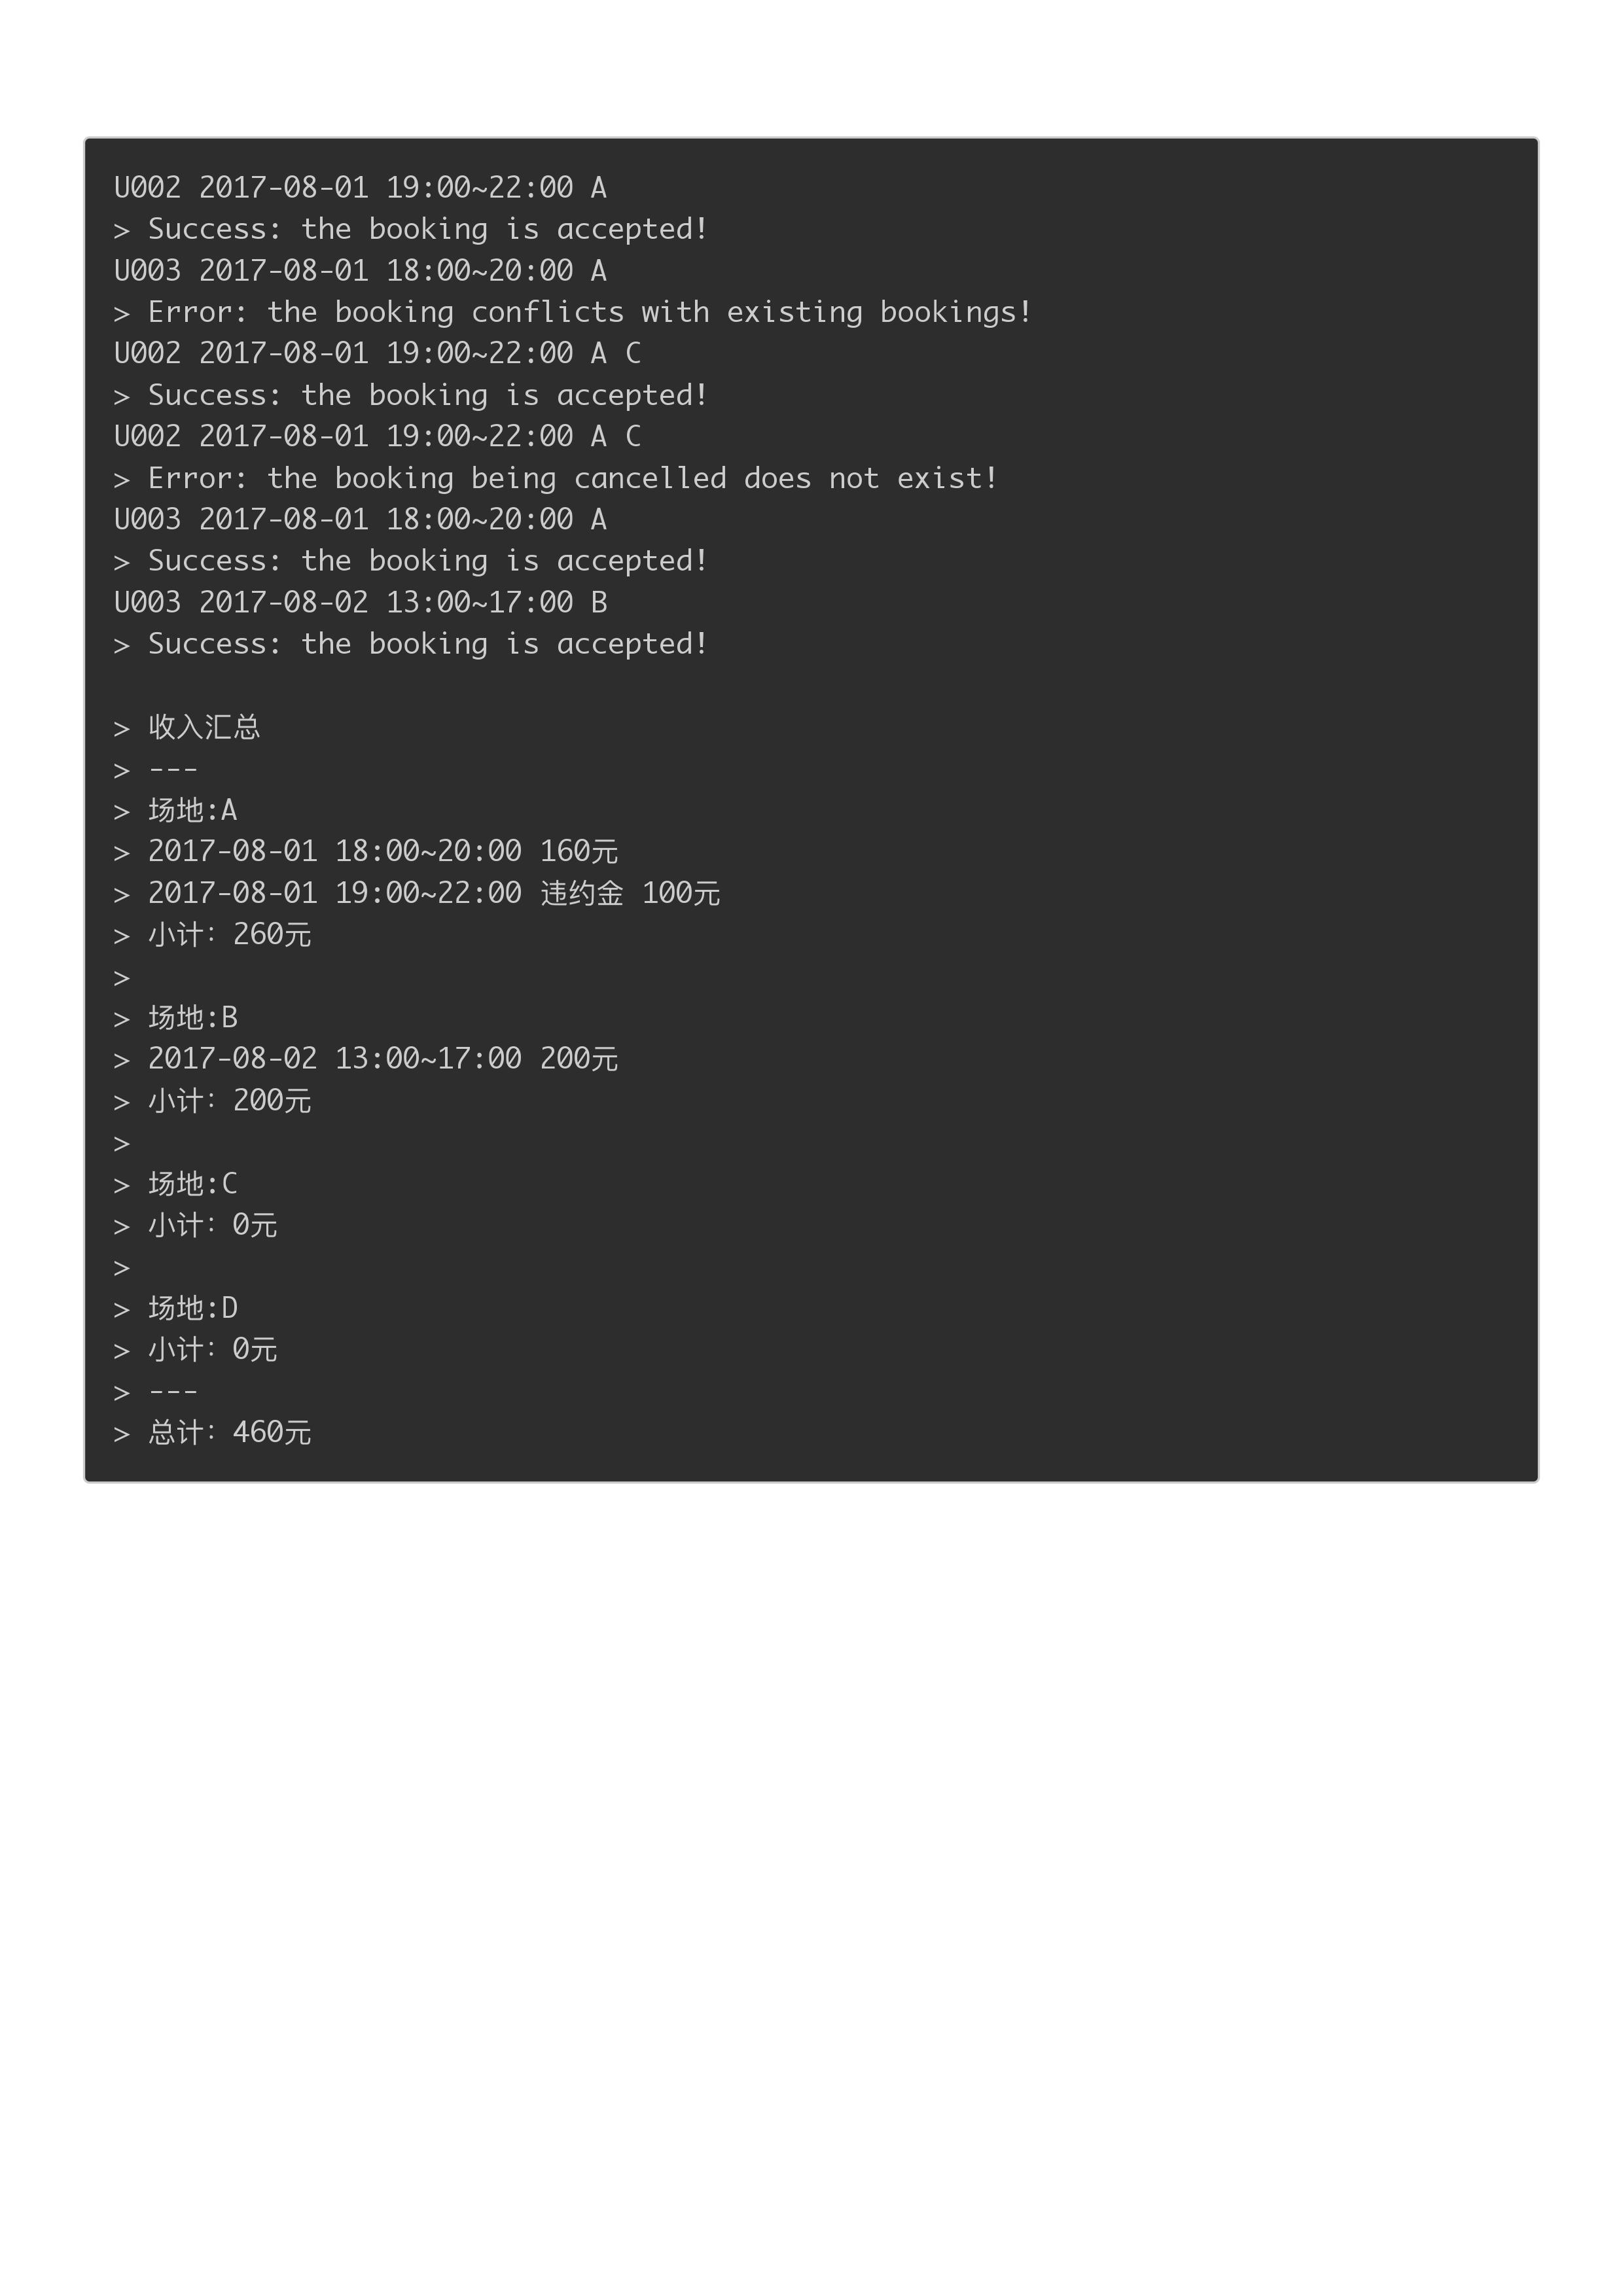 U002 2017-08-01 19:00~22:00 A
> Success: the booking is accepted!
U003 2017-08-01 18:00~20:00 A
> Error: the booking conflicts with existing bookings!
U002 2017-08-01 19:00~22:00 A C
> Success: the booking is accepted!
U002 2017-08-01 19:00~22:00 A C
> Error: the booking being cancelled does not exist!
U003 2017-08-01 18:00~20:00 A
> Success: the booking is accepted!
U003 2017-08-02 13:00~17:00 B
> Success: the booking is accepted!
> 收入汇总
> ---
> 场地:A
> 2017-08-01 18:00~20:00 160元
> 2017-08-01 19:00~22:00 违约金 100元
> 小计: 260元
>
> 场地:B
> 2017-08-02 13:00~17:00 200元
> 小计: 200元
>
> 场地:C
> 小计: 0元
>
> 场地:D
> 小计: 0元
> ---
> 总计: 460元